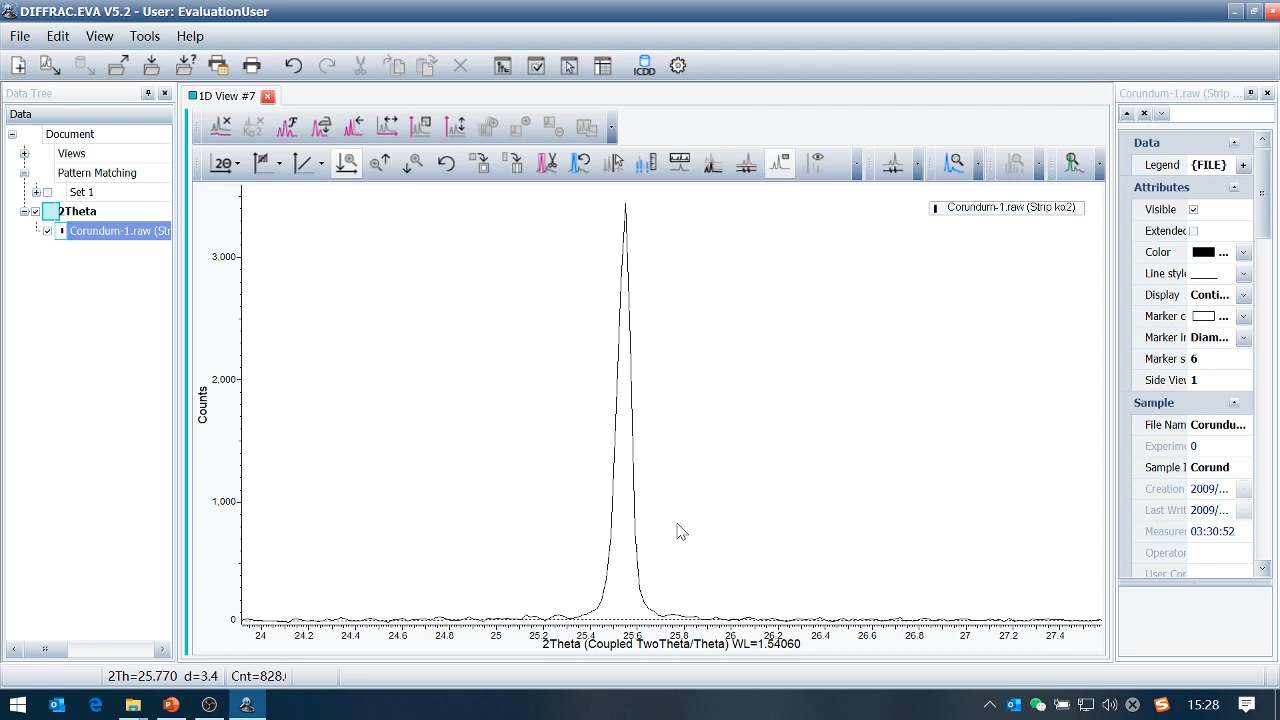 DIFFRAC.EVA V5.2 - User: EvaluationUser
File Edit View Tools Help
ICDD
Data Tree
1D View #7
Corundum-1.raw (Strip ...
Data
Document
Views
Pattern Matching
Set 1
2Theta
Corundum-1.raw (Str
Kα2
2θ
Corundum-1.raw (Strip kα2)
3,000
2,000
1,000
0
Counts
24 24.2 24.4 24.6 24.8 25 25.2 25.4 25.6 25.8 26 26.2 26.4 26.6 26.8 27 27.2 27.4
2Theta (Coupled TwoTheta/Theta) WL=1.54060
Data
Legend {FILE}
Attributes
Visible
Extended
Color ...
Line style
Display Conti...
Marker c ...
Marker in Diam...
Marker s 6
Side View 1
Sample
File Nam Corundu...
Experime 0
Sample I Corund
Creation 2009/...
Last Writ 2009/...
Measurer 03:30:52
Operator
User Cor
2Th=25.770 d=3.4 Cnt=828.
15:28